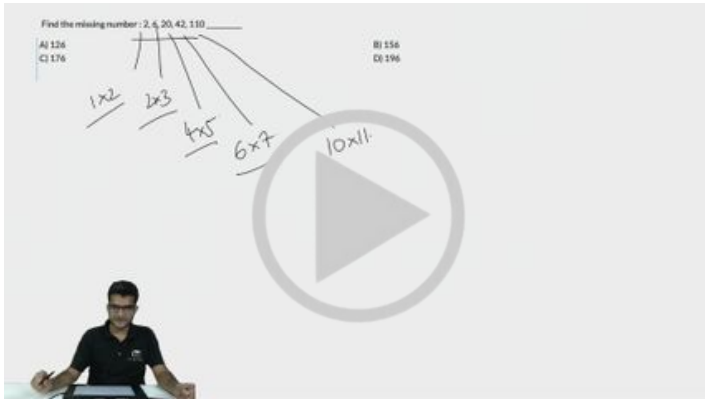 Find the missing number : 2, 6, 20, 42, 110 ______
A) 126
B) 156
C) 176
D) 196
1×2
2×3
4×5
6×7
10×11